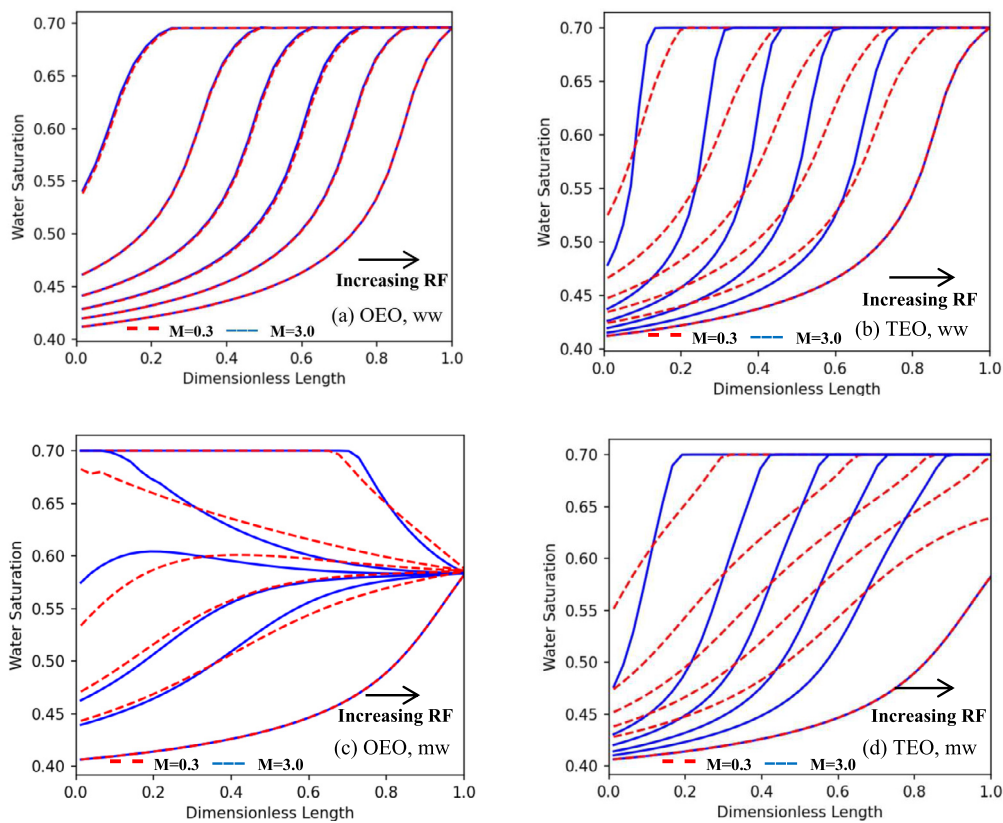 0.70
0.65
0.60
0.55
0.50
0.45
0.40
Water Saturation
Increasing RF
(a) OEO, ww
M=0.3 M=3.0
0.0 0.2 0.4 0.6 0.8 1.0
Dimensionless Length
0.70
0.65
0.60
0.55
0.50
0.45
0.40
Water Saturation
Increasing RF
(b) TEO, ww
M=0.3 M=3.0
0.0 0.2 0.4 0.6 0.8 1.0
Dimensionless Length
0.70
0.65
0.60
0.55
0.50
0.45
0.40
Water Saturation
Increasing RF
(c) OEO, mw
M=0.3 M=3.0
0.0 0.2 0.4 0.6 0.8 1.0
Dimensionless Length
0.70
0.65
0.60
0.55
0.50
0.45
0.40
Water Saturation
Increasing RF
(d) TEO, mw
M=0.3 M=3.0
0.0 0.2 0.4 0.6 0.8 1.0
Dimensionless Length